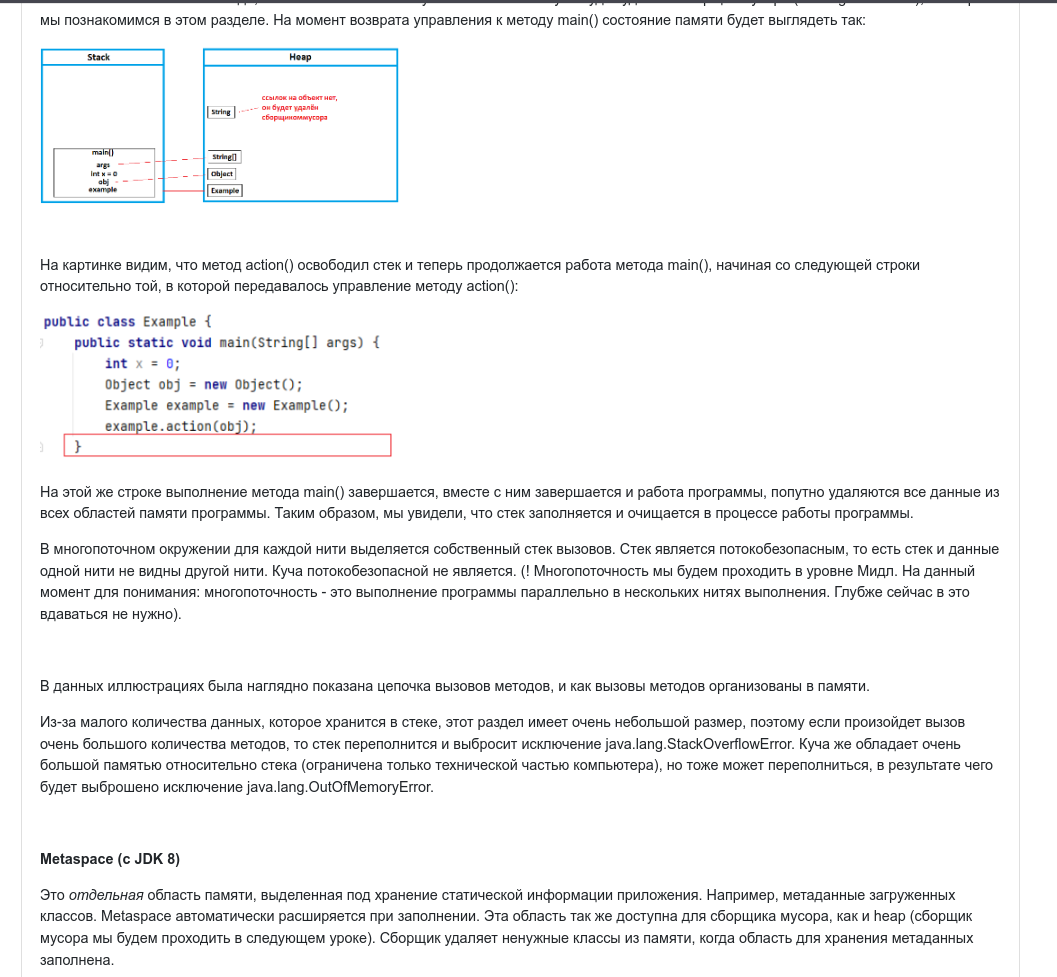 мы познакомимся в этом разделе. На момент возврата управления к методу main() состояние памяти будет выглядеть так:
Stack
Heap
ссылок на объект нет,
он будет удалён
сборщикоммусора
String
main()
args
int x = 0
obj
example
String[]
Object
Example
На картинке видим, что метод action() освободил стек и теперь продолжается работа метода main(), начиная со следующей строки
относительно той, в которой передавалось управление методу action():
public class Example {
public static void main(String[] args) {
int x = 0;
Object obj = new Object();
Example example = new Example();
example.action(obj);
}
На этой же строке выполнение метода main() завершается, вместе с ним завершается и работа программы, попутно удаляются все данные из
всех областей памяти программы. Таким образом, мы увидели, что стек заполняется и очищается в процессе работы программы.
В многопоточном окружении для каждой нити выделяется собственный стек вызовов. Стек является потокобезопасным, то есть стек и данные
одной нити не видны другой нити. Куча потокобезопасной не является. (! Многопоточность мы будем проходить в уровне Мидл. На данный
момент для понимания: многопоточность - это выполнение программы параллельно в нескольких нитях выполнения. Глубже сейчас в это
вдаваться не нужно).
В данных иллюстрациях была наглядно показана цепочка вызовов методов, и как вызовы методов организованы в памяти.
Из-за малого количества данных, которое хранится в стеке, этот раздел имеет очень небольшой размер, поэтому если произойдет вызов
очень большого количества методов, то стек переполнится и выбросит исключение java.lang.StackOverflowError. Куча же обладает очень
большой памятью относительно стека (ограничена только технической частью компьютера), но тоже может переполниться, в результате чего
будет выброшено исключение java.lang.OutOfMemoryError.
Metaspace (с JDK 8)
Это отдельная область памяти, выделенная под хранение статической информации приложения. Например, метаданные загруженных
классов. Metaspace автоматически расширяется при заполнении. Эта область так же доступна для сборщика мусора, как и heap (сборщик
мусора мы будем проходить в следующем уроке). Сборщик удаляет ненужные классы из памяти, когда область для хранения метаданных
заполнена.